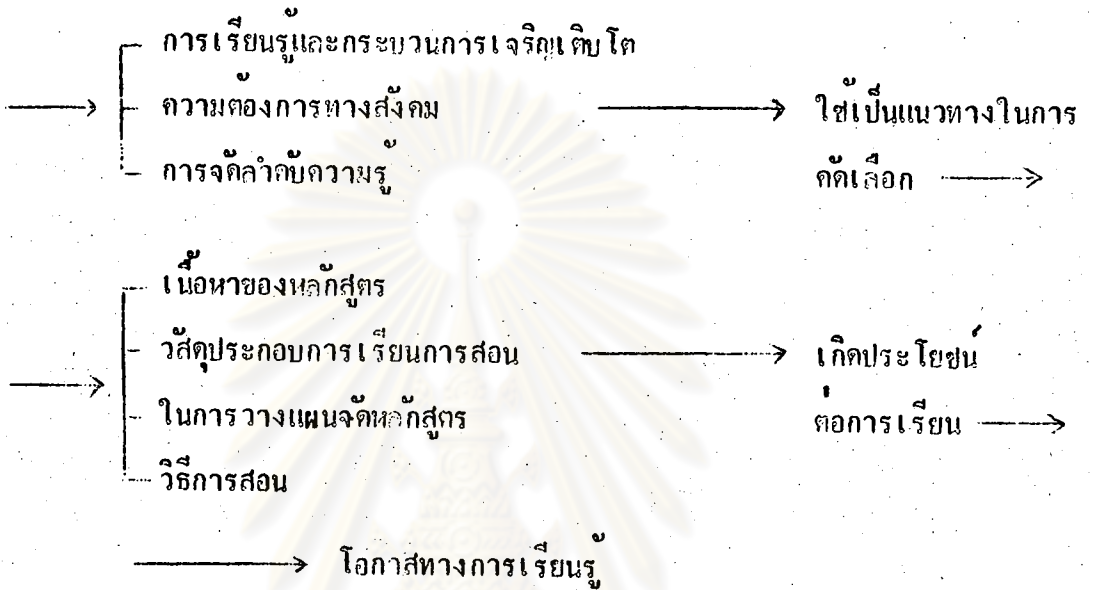 การเรียนรู้และกระบวนการเจริญเติบโต
ความต้องการทางสังคม
ใช้เป็นแนวทางในการ
การจัดลำดับความรู้
คัดเลือก
เนื้อหาของหลักสูตร
วัสดุประกอบการเรียนการสอน
เกิดประโยชน์
ในการวางแผนจัดหลักสูตร
ต่อการเรียน
วิธีการสอน
โอกาสทางการเรียนรู้